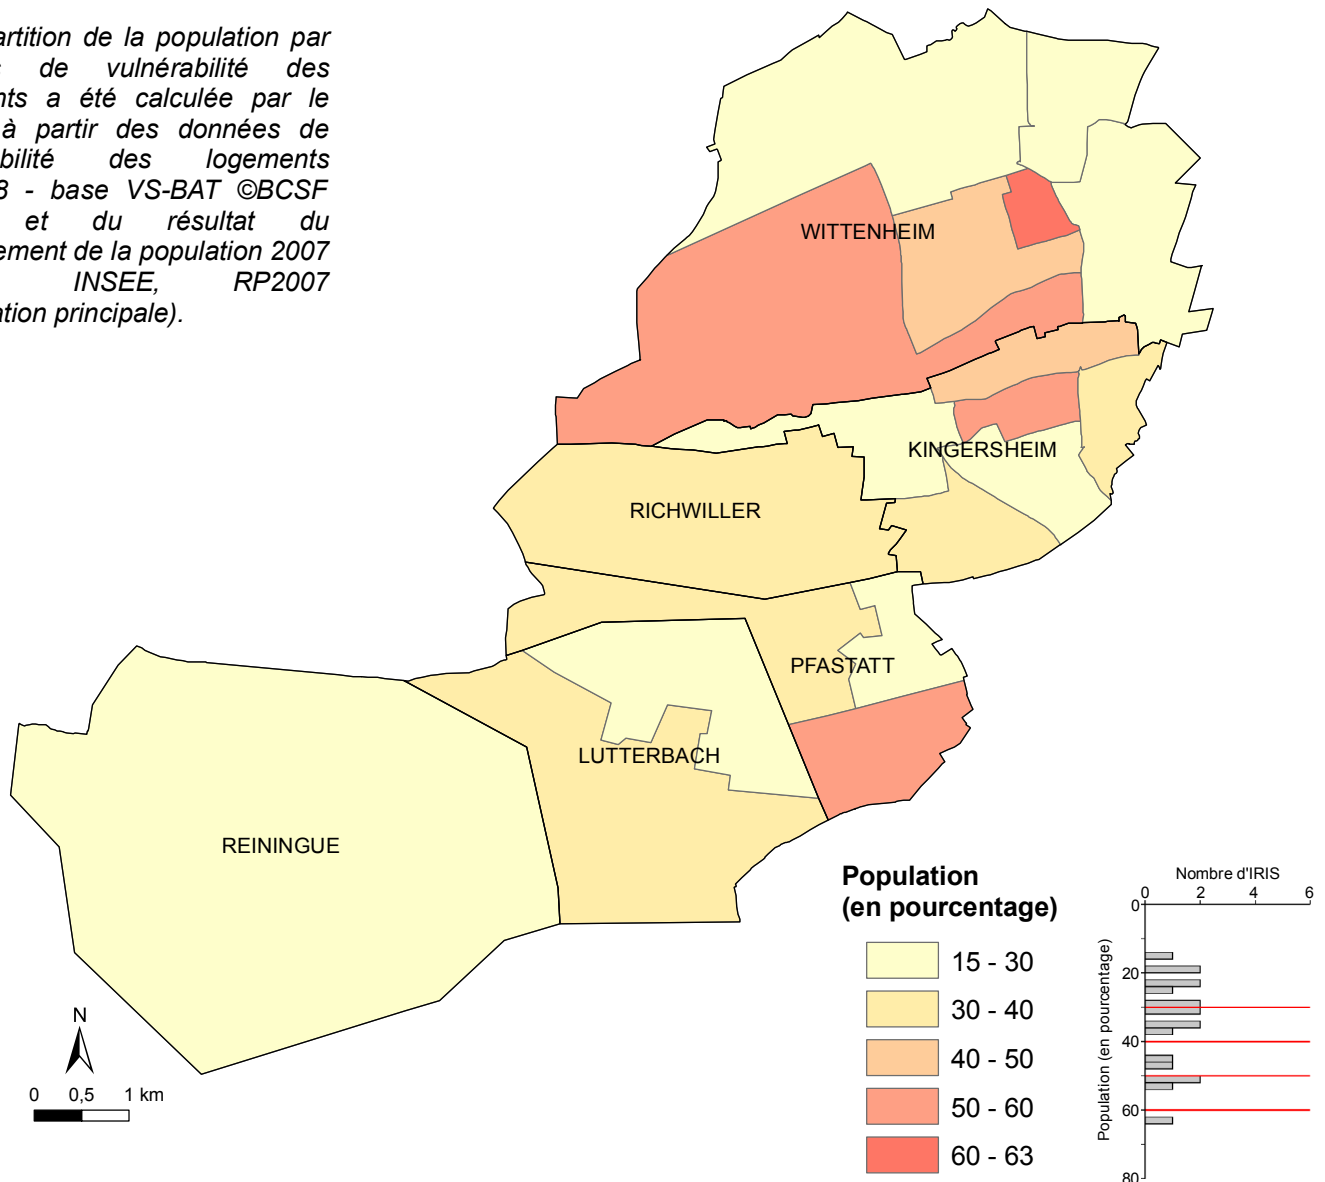 artition de la population par
de vulnérabilité des
nts a été calculée par le
à partir des données de
bilité des logements
- base VS-BAT ©BCSF
et du résultat du
ement de la population 2007
INSEE, RP2007
ation principale).
WITTENHEIM
KINGERSHEIM
RICHWILLER
PFASTATT
LUTTERBACH
REININGUE
N
0 0,5 1 km
Population
(en pourcentage)
15 - 30
30 - 40
40 - 50
50 - 60
60 - 63
Nombre d'IRIS
0 2 4 6
Population (en pourcentage)
0
20
40
60
80